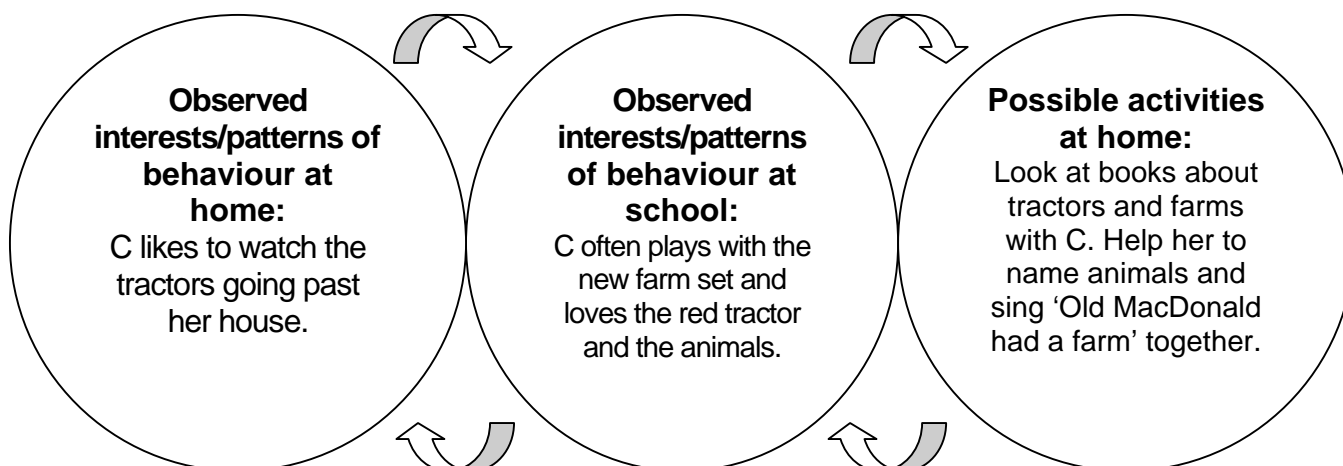 Observed
interests/patterns of
behaviour at
home:
C likes to watch the
tractors going past
her house.
Observed
interests/patterns
of behaviour at
school:
C often plays with the
new farm set and
loves the red tractor
and the animals.
Possible activities
at home:
Look at books about
tractors and farms
with C. Help her to
name animals and
sing ‘Old MacDonald
had a farm’ together.